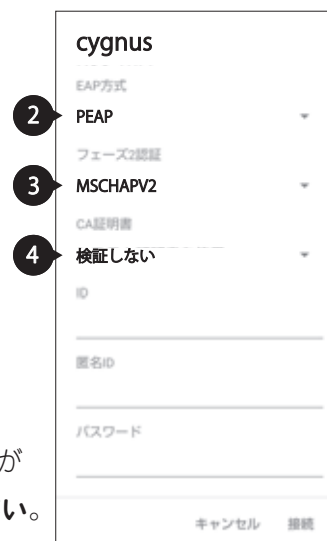 cygnus
EAP方式
2 PEAP
フェーズ2認証
3 MSCHAPV2
CA証明書
4 検証しない
ID
匿名ID
パスワード
が
い。
キャンセル 接続